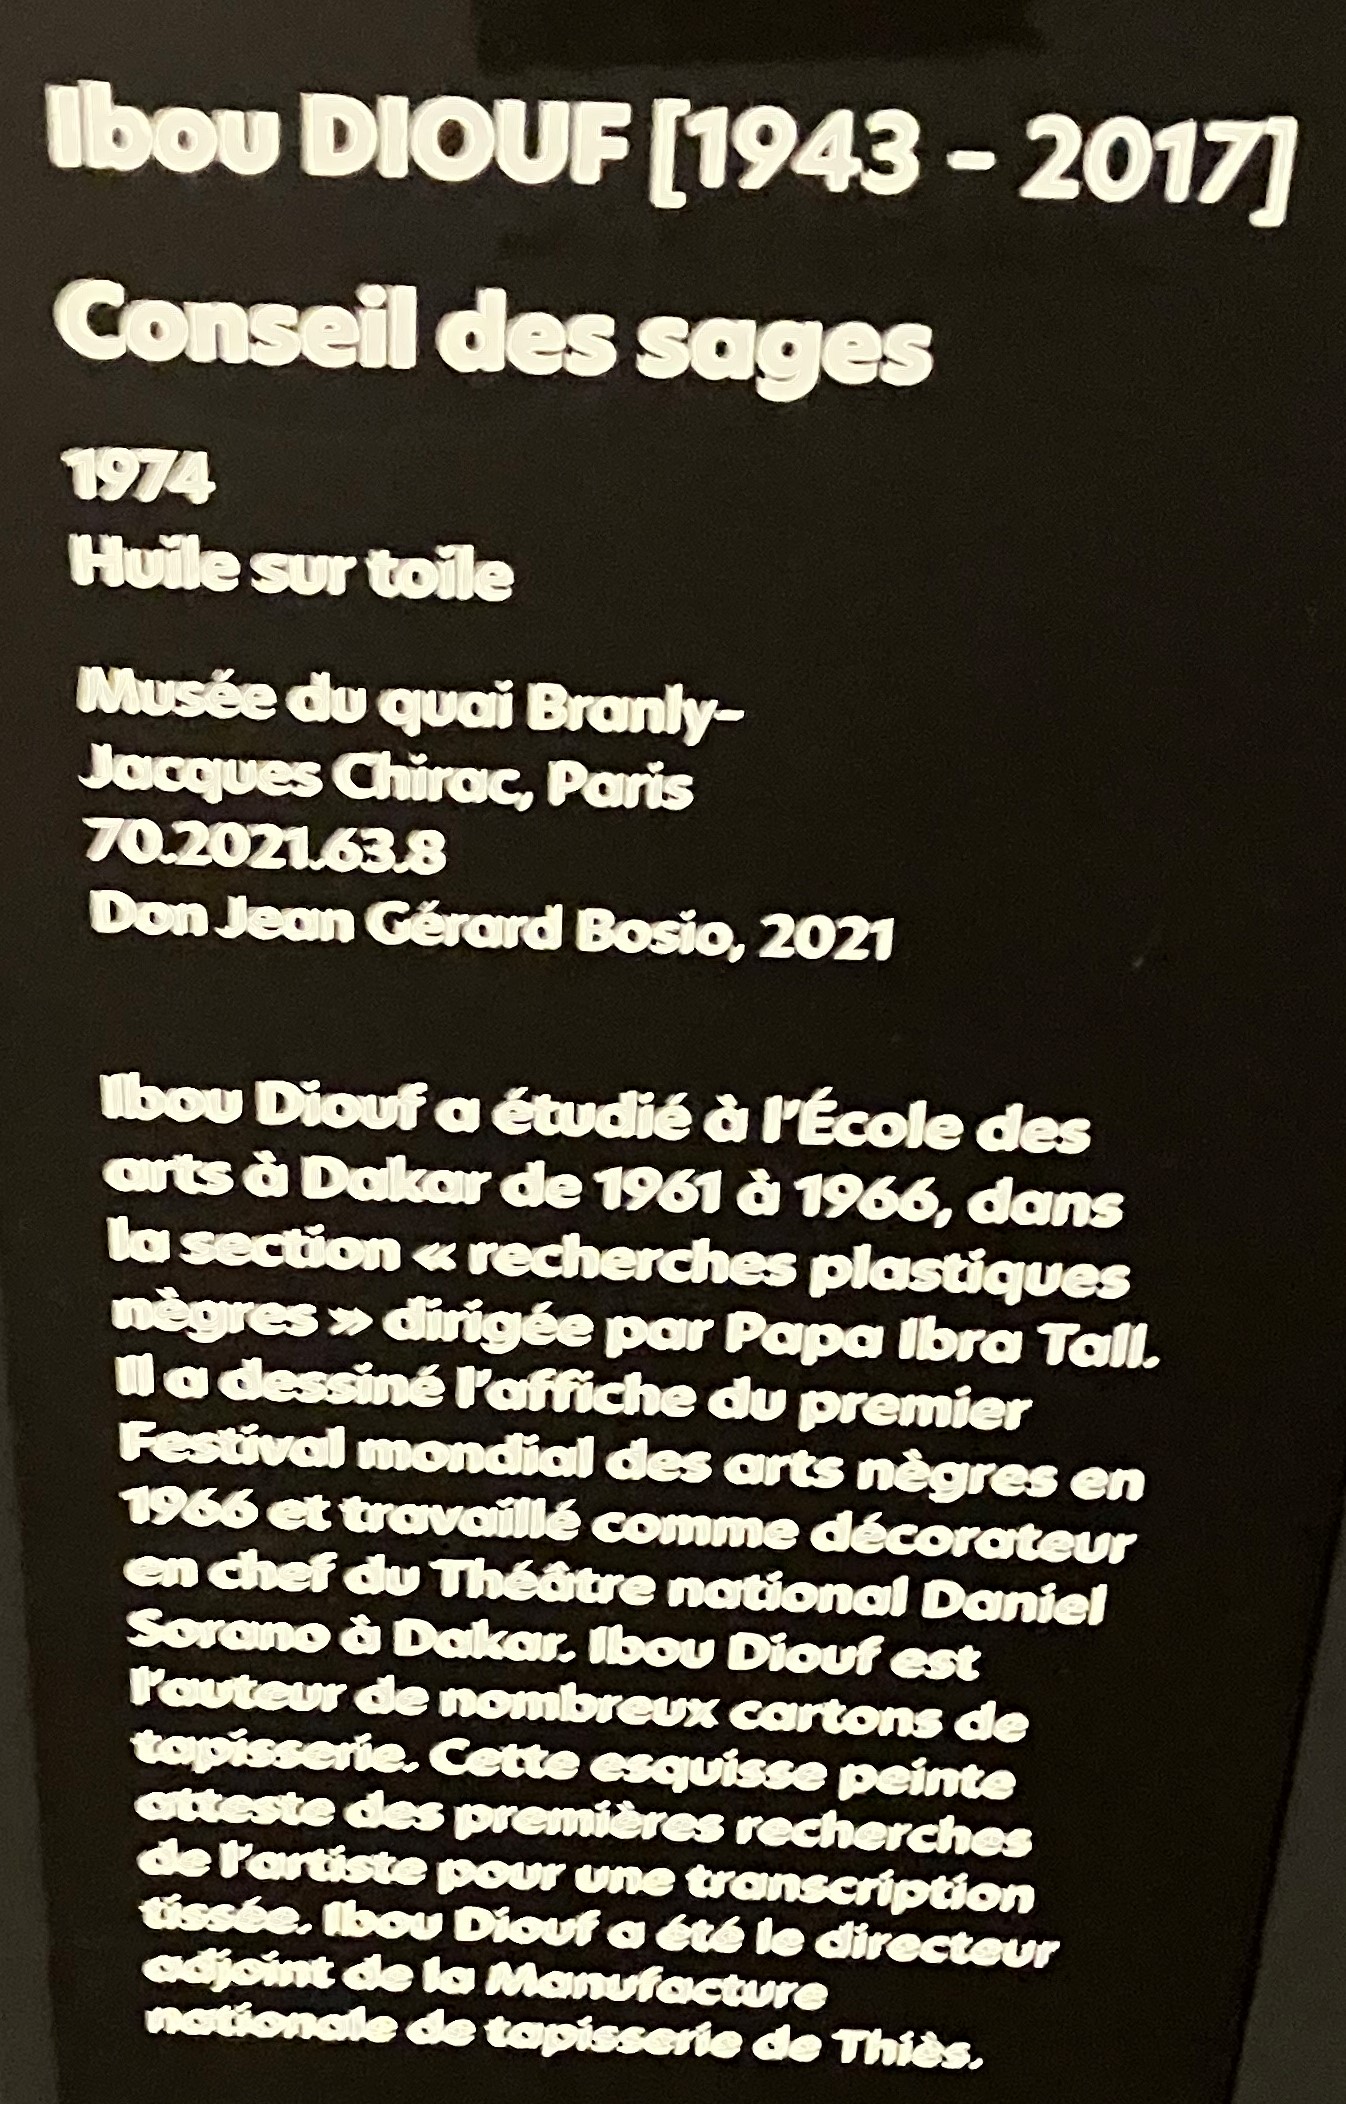 Ibou DIOUF [1943 - 2017]
Conseil des sages
1974
Huile sur toile
Musée du quai Branly-
Jacques Chirac, Paris
70.2021.63.8
Don Jean Gérard Bosio, 2021
Ibou Diouf a étudié à l'École des
arts à Dakar de 1961 à 1966, dans
la section « recherches plastiques
nègres » dirigée par Papa Ibra Tall.
Il a dessiné l'affiche du premier
Festival mondial des arts nègres en
1966 et travaillé comme décorateur
en chef du Théâtre national Daniel
Sorano à Dakar. Ibou Diouf est
l'auteur de nombreux cartons de
tapisserie. Cette esquisse peinte
atteste des premières recherches
de l'artiste pour une transcription
tissée. Ibou Diouf a été le directeur
adjoint de la Manufacture
nationale de tapisserie de Thiès.